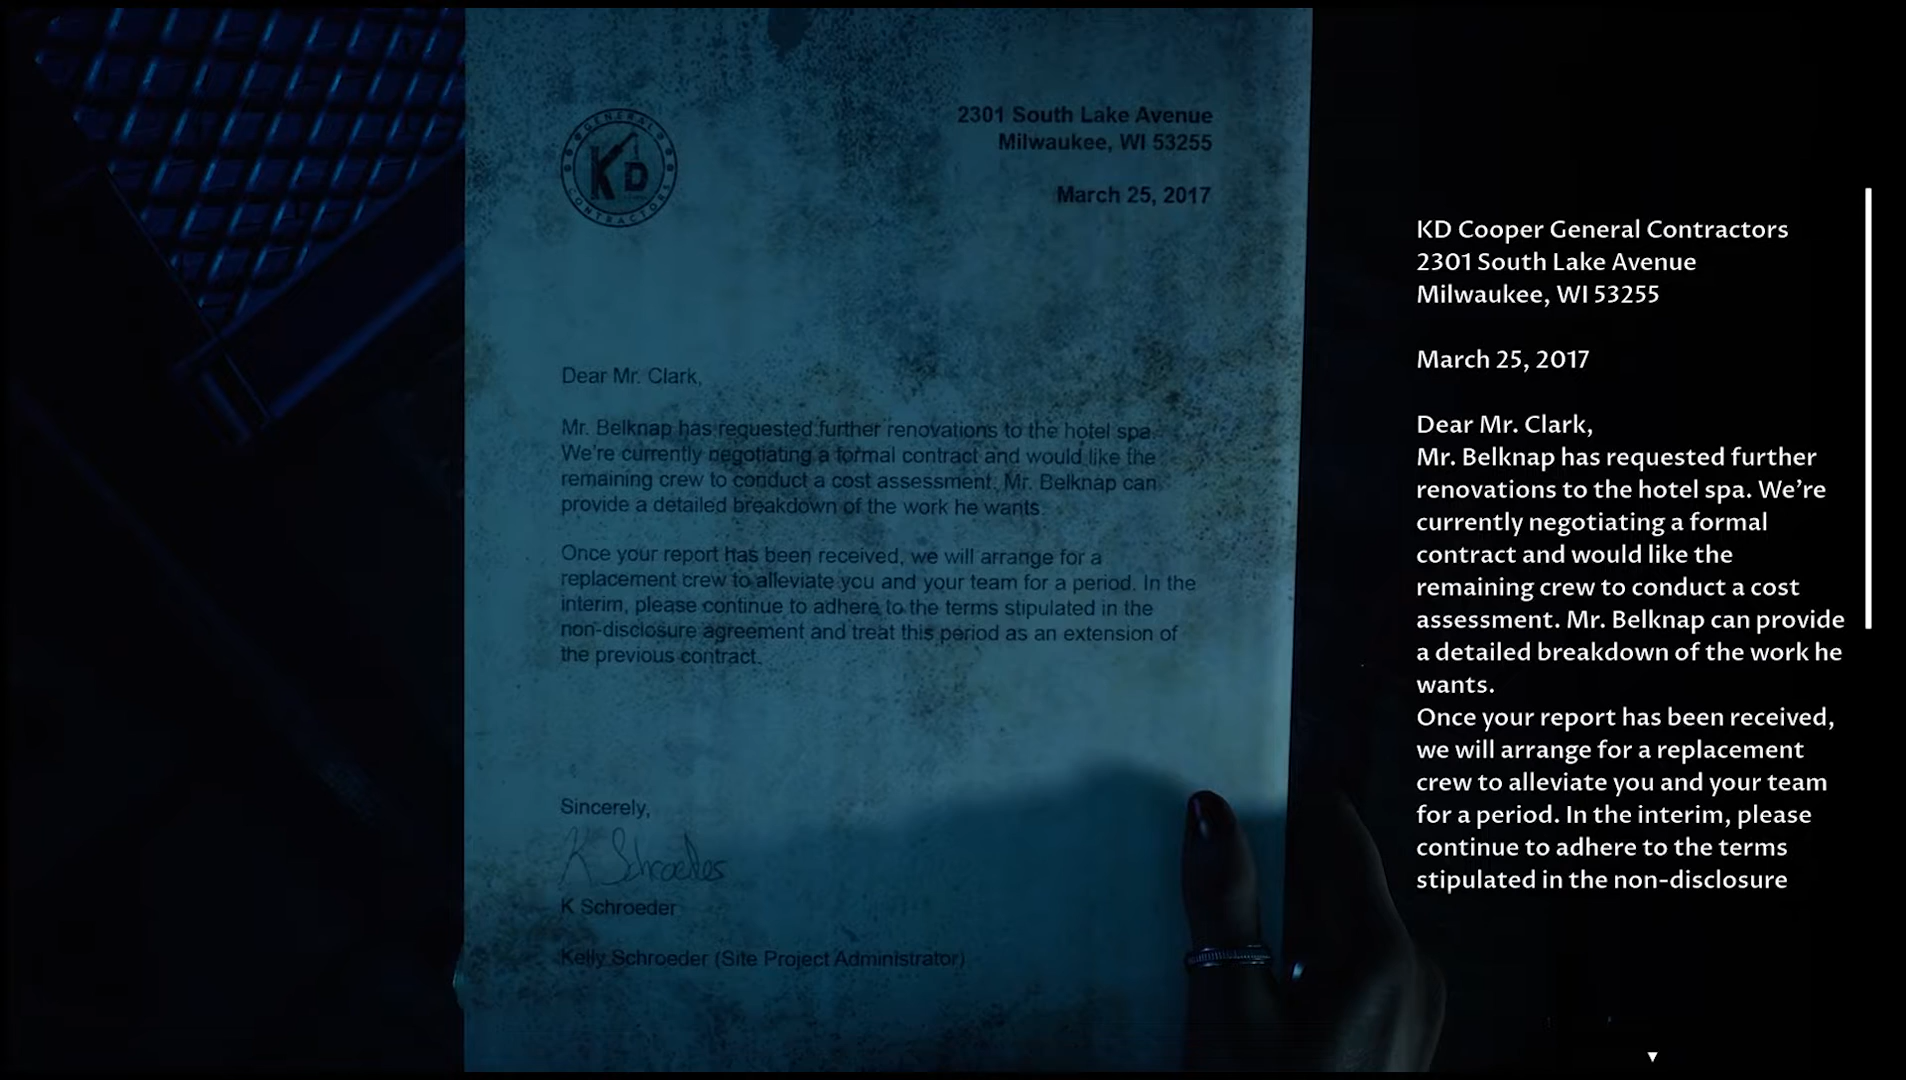 GENERAL
KD
CONTRACTORS
2301 South Lake Avenue
Milwaukee, WI 53255
March 25, 2017
Dear Mr. Clark,
Mr. Belknap has requested further renovations to the hotel spa.
We're currently negotiating a formal contract and would like the
remaining crew to conduct a cost assessment. Mr. Belknap can
provide a detailed breakdown of the work he wants.
Once your report has been received, we will arrange for a
replacement crew to alleviate you and your team for a period. In the
interim, please continue to adhere to the terms stipulated in the
non-disclosure agreement and treat this period as an extension of
the previous contract.
Sincerely,
K Schroeder
K Schroeder
Kelly Schroeder (Site Project Administrator)
KD Cooper General Contractors
2301 South Lake Avenue
Milwaukee, WI 53255
March 25, 2017
Dear Mr. Clark,
Mr. Belknap has requested further
renovations to the hotel spa. We're
currently negotiating a formal
contract and would like the
remaining crew to conduct a cost
assessment. Mr. Belknap can provide
a detailed breakdown of the work he
wants.
Once your report has been received,
we will arrange for a replacement
crew to alleviate you and your team
for a period. In the interim, please
continue to adhere to the terms
stipulated in the non-disclosure